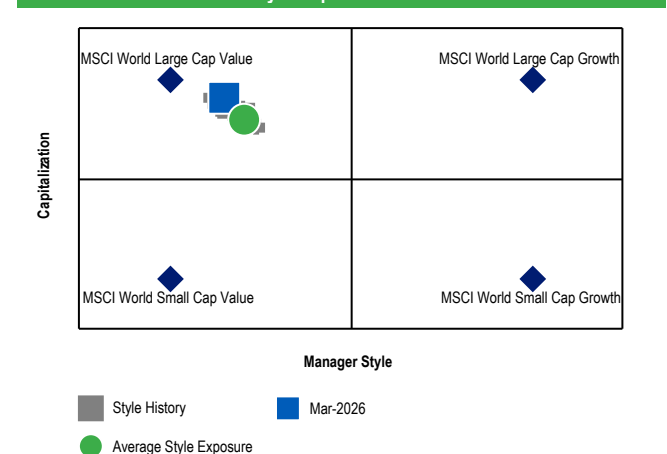 MSCI World Large Cap Value
MSCI World Large Cap Growth
Capitalization
MSCI World Small Cap Value
MSCI World Small Cap Growth
Manager Style
Style History
Mar-2026
Average Style Exposure